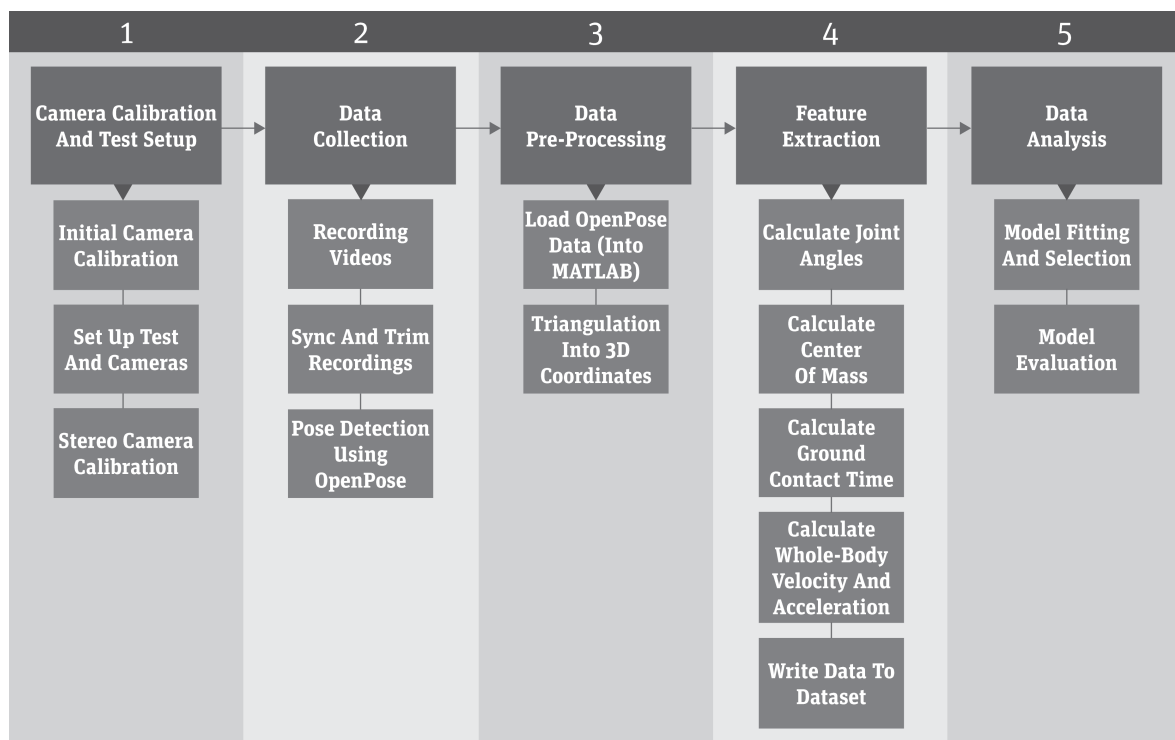 1
2
3
4
5
Camera Calibration
And Test Setup
Data
Collection
Data
Pre-Processing
Feature
Extraction
Data
Analysis
Initial Camera
Calibration
Set Up Test
And Cameras
Stereo Camera
Calibration
Recording
Videos
Sync And Trim
Recordings
Pose Detection
Using
OpenPose
Load OpenPose
Data (Into
MATLAB)
Triangulation
Into 3D
Coordinates
Calculate Joint
Angles
Calculate
Center
Of Mass
Calculate
Ground
Contact Time
Calculate
Whole-Body
Velocity And
Acceleration
Write Data To
Dataset
Model Fitting
And Selection
Model
Evaluation